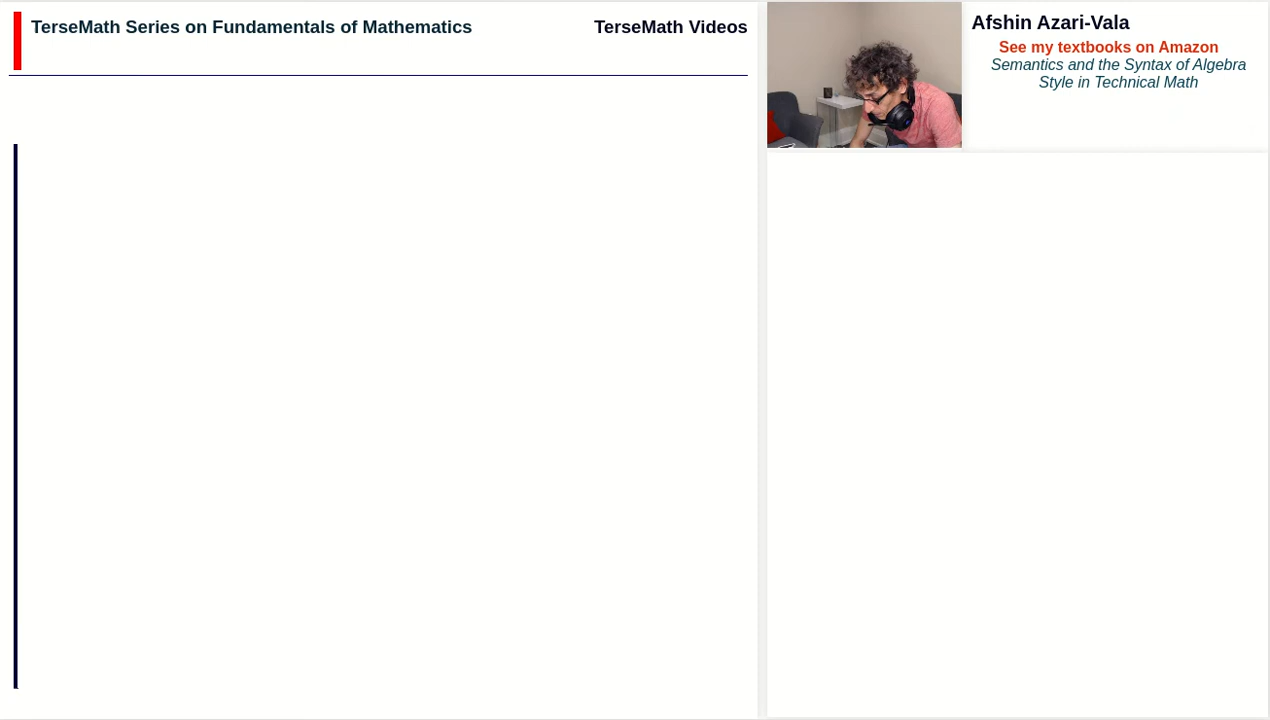 TerseMath Series on Fundamentals of Mathematics
TerseMath Videos
Afshin Azari-Vala
See my textbooks on Amazon
Semantics and the Syntax of Algebra
Style in Technical Math